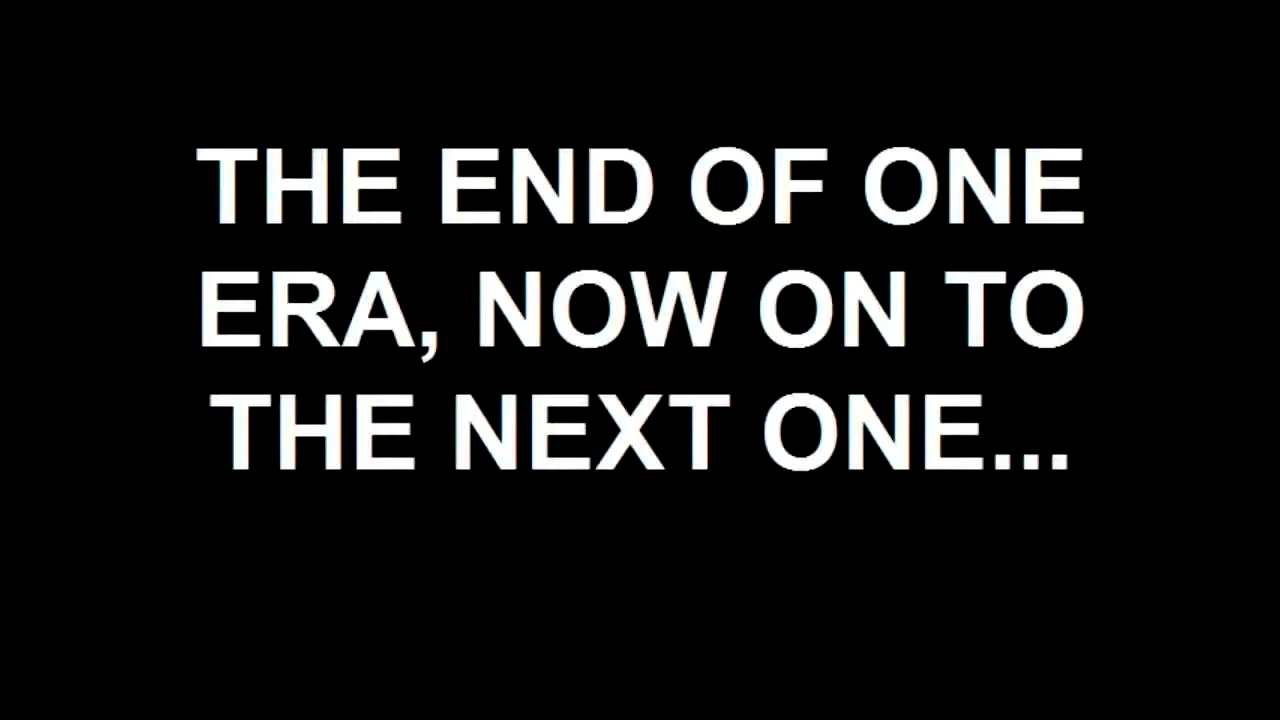 THE END OF ONE
ERA, NOW ON TO
THE NEXT ONE...